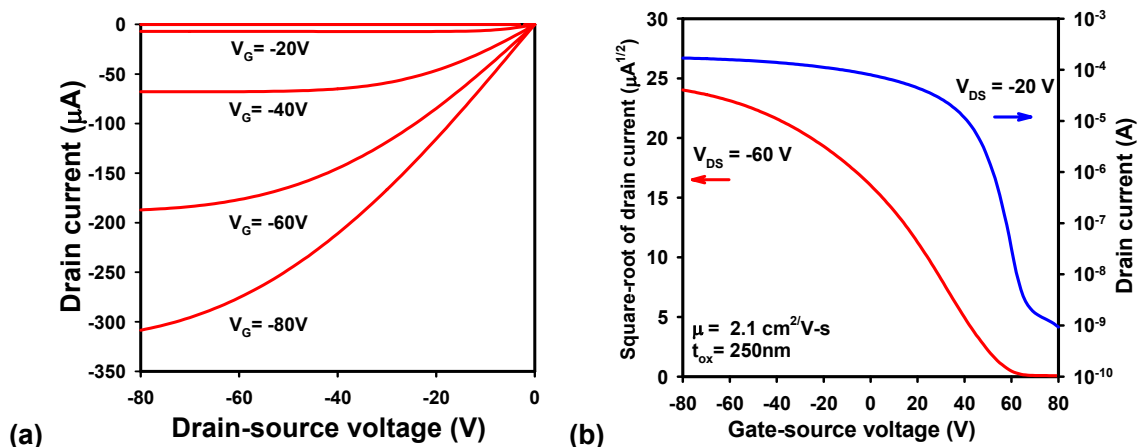 Drain current (μA)
0
-50
-100
-150
-200
-250
-300
-350
V_G= -20V
V_G= -40V
V_G= -60V
V_G= -80V
-80 -60 -40 -20 0
Drain-source voltage (V)
(a)
Square-root of drain current (μA^1/2)
30
25
20
15
10
5
0
V_DS = -20 V
V_DS = -60 V
μ = 2.1 cm²/V-s
t_ox= 250nm
10⁻³
10⁻⁴
10⁻⁵
10⁻⁶
10⁻⁷
10⁻⁸
10⁻⁹
10⁻¹⁰
Drain current (A)
-80 -60 -40 -20 0 20 40 60 80
Gate-source voltage (V)
(b)